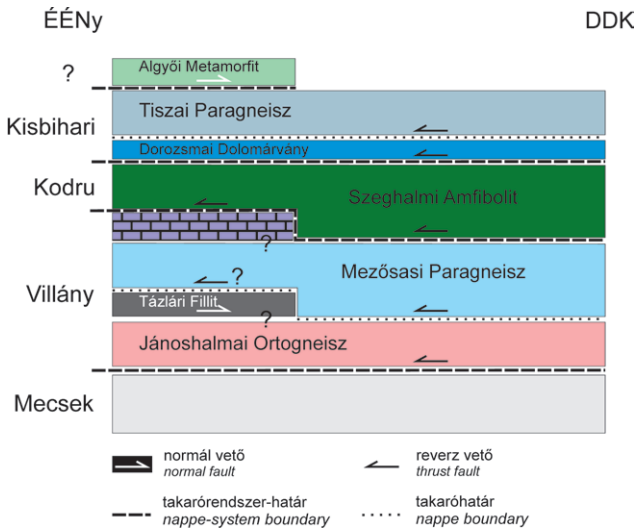 ÉÉNy
DDK
Algyői Metamorfit
?
Tiszai Paragneisz
Kisbihari
Dorozsmai Dolomárvány
Kodru
Szeghalmi Amfibolit
?
Mezősasi Paragneisz
?
Villány
Tázlári Fillit
?
Jánoshalmai Ortogneisz
Mecsek
normál vető
normal fault
reverz vető
thrust fault
takarórendszer-határ
nappe-system boundary
takaróhatár
nappe boundary